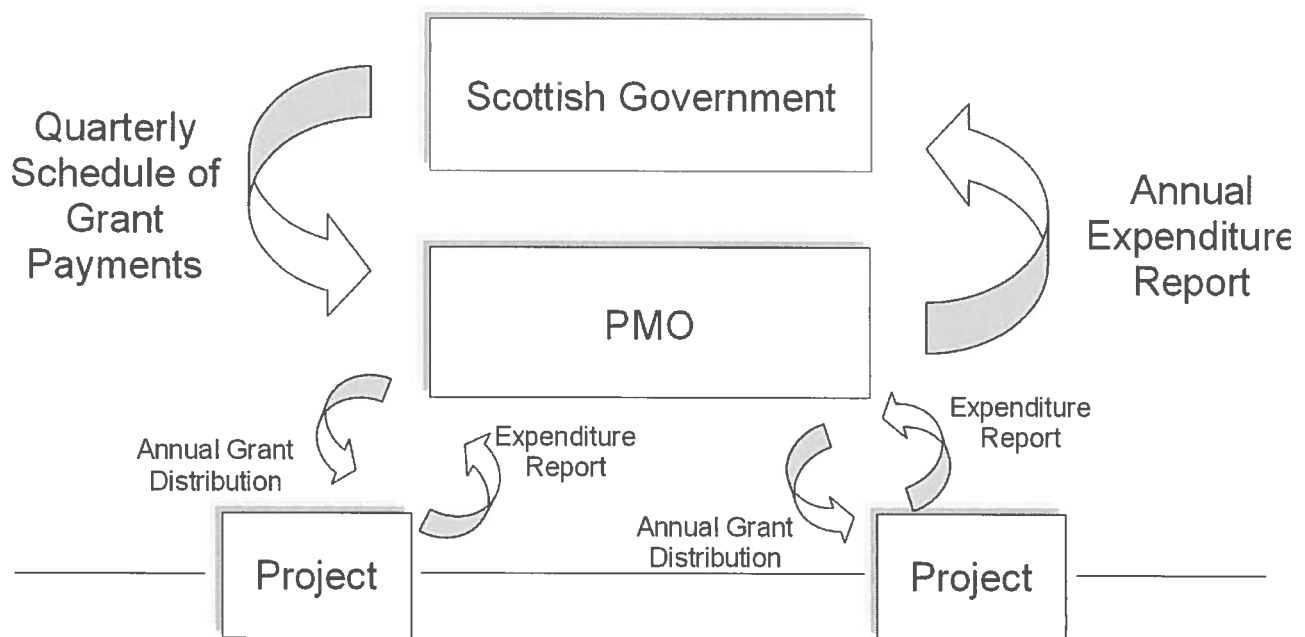 Scottish Government
Quarterly
Schedule of
Grant
Payments
Annual
Expenditure
Report
PMO
Annual Grant
Distribution
Expenditure
Report
Annual Grant
Distribution
Expenditure
Report
Project
Project